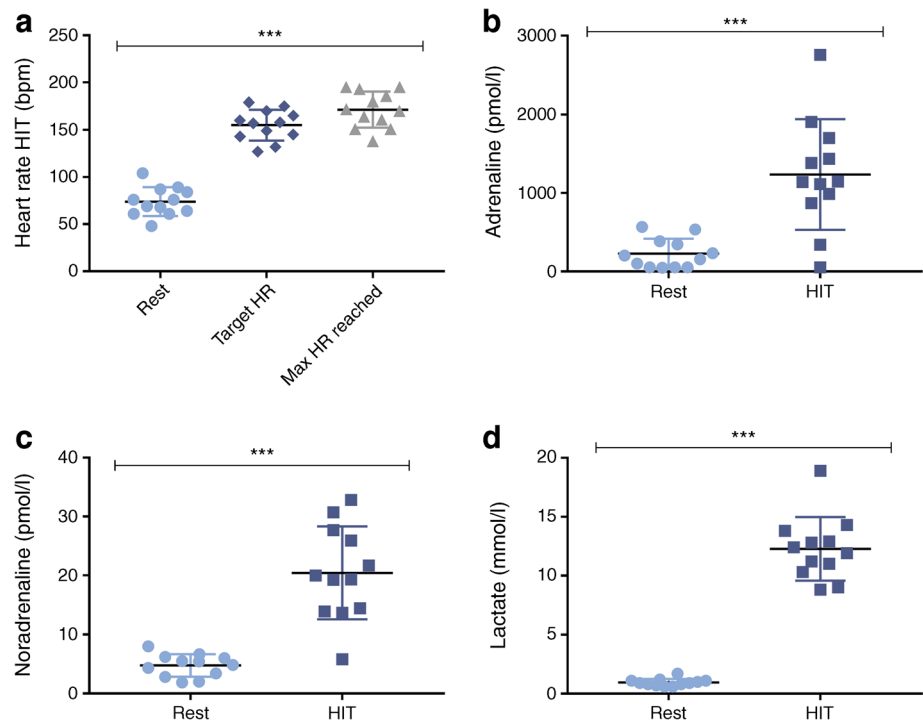 a
***
Heart rate HIT (bpm)
250
200
150
100
50
0
Rest
Target HR
Max HR reached
b
***
Adrenaline (pmol/l)
3000
2000
1000
0
Rest
HIT
c
***
Noradrenaline (pmol/l)
40
30
20
10
0
Rest
HIT
d
***
Lactate (mmol/l)
20
15
10
5
0
Rest
HIT